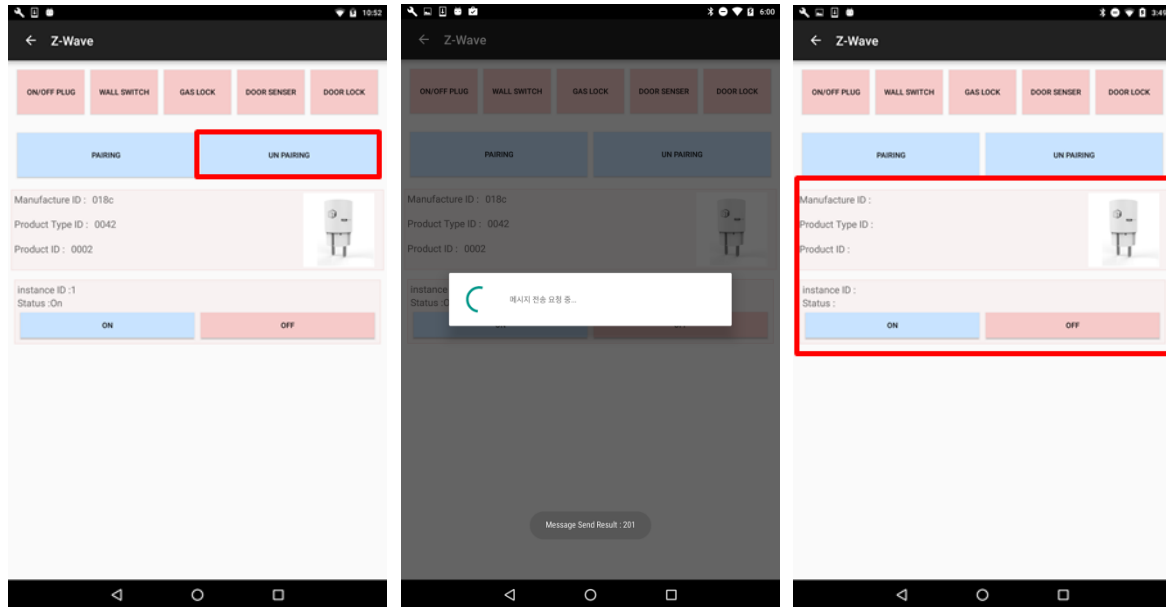 10:52
Z-Wave
ON/OFF PLUG WALL SWITCH GAS LOCK DOOR SENSER DOOR LOCK
PAIRING UN PAIRING
Manufacture ID : 018c
Product Type ID : 0042
Product ID : 0002
instance ID :1
Status :On
ON OFF
6:00
Z-Wave
ON/OFF PLUG WALL SWITCH GAS LOCK DOOR SENSER DOOR LOCK
PAIRING UN PAIRING
Manufacture ID : 018c
Product Type ID : 0042
Product ID : 0002
instance
Status :
메시지 전송 요청 중...
Message Send Result : 201
3:49
Z-Wave
ON/OFF PLUG WALL SWITCH GAS LOCK DOOR SENSER DOOR LOCK
PAIRING UN PAIRING
Manufacture ID :
Product Type ID :
Product ID :
instance ID :
Status :
ON OFF